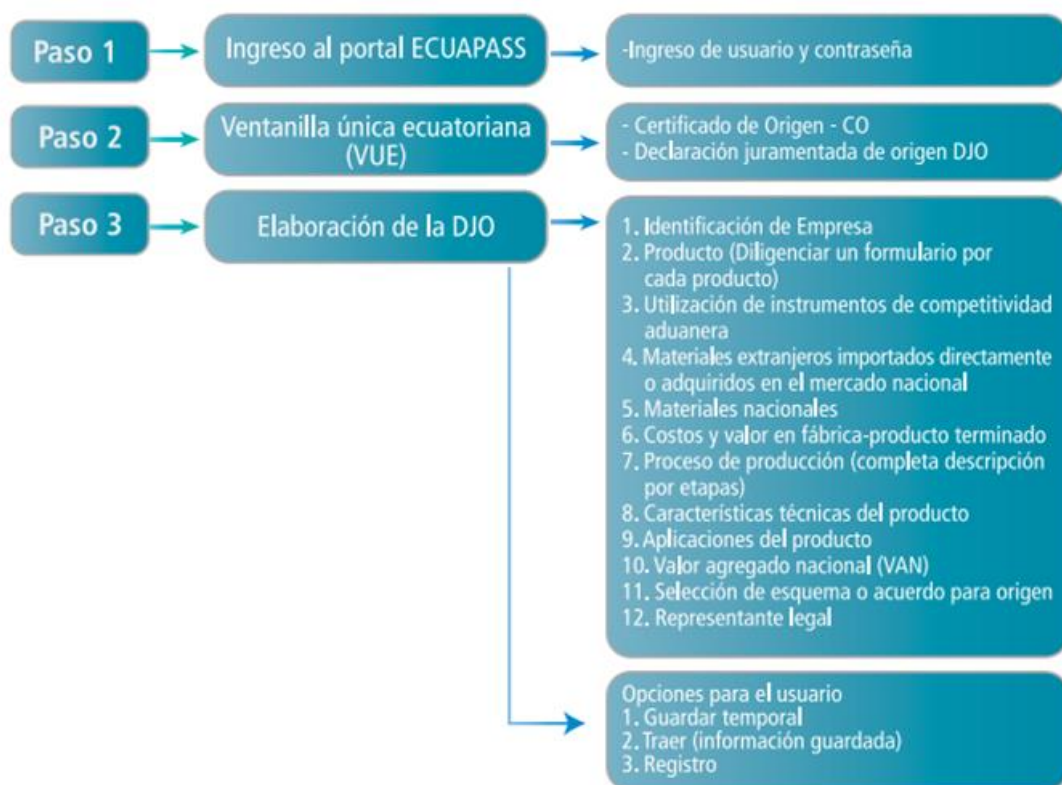 Paso 1
Ingreso al portal ECUAPASS
-Ingreso de usuario y contraseña
Paso 2
Ventanilla única ecuatoriana
(VUE)
- Certificado de Origen - CO
- Declaración juramentada de origen DJO
Paso 3
Elaboración de la DJO
1. Identificación de Empresa
2. Producto (Diligenciar un formulario por
cada producto)
3. Utilización de instrumentos de competitividad
aduanera
4. Materiales extranjeros importados directamente
o adquiridos en el mercado nacional
5. Materiales nacionales
6. Costos y valor en fábrica-producto terminado
7. Proceso de producción (completa descripción
por etapas)
8. Características técnicas del producto
9. Aplicaciones del producto
10. Valor agregado nacional (VAN)
11. Selección de esquema o acuerdo para origen
12. Representante legal
Opciones para el usuario
1. Guardar temporal
2. Traer (información guardada)
3. Registro